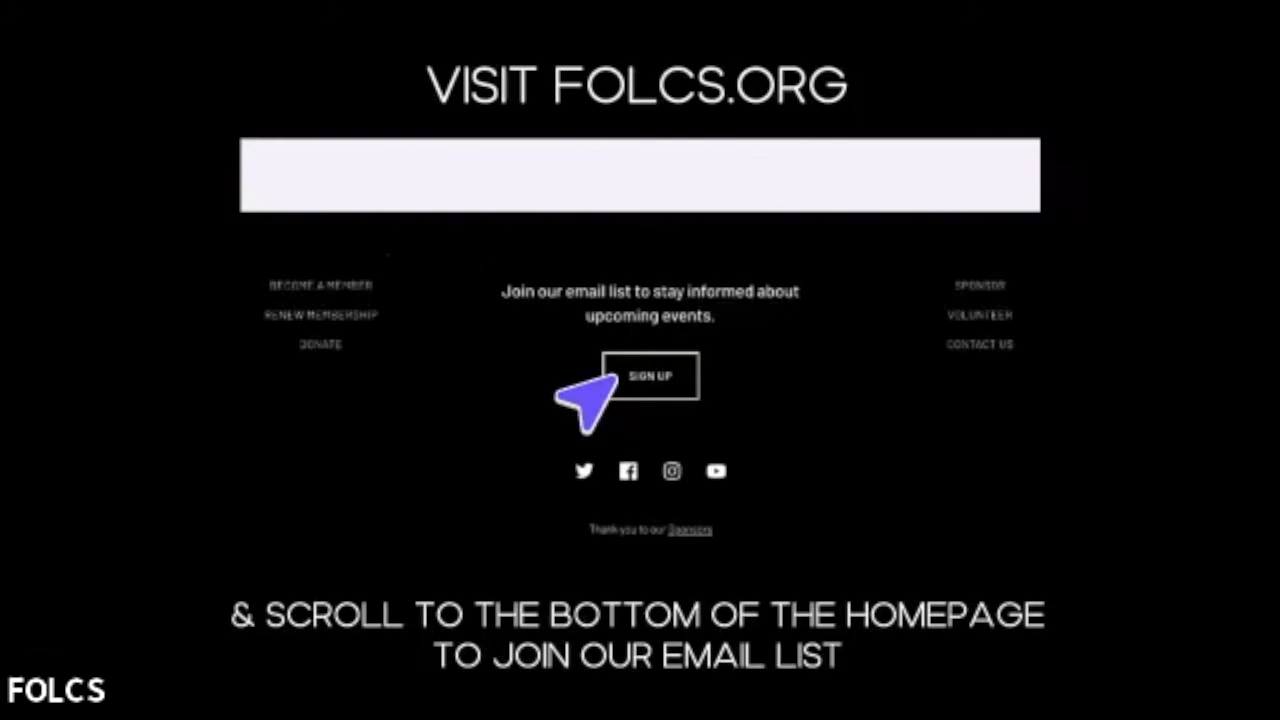 VISIT FOLCS.ORG
BECOME A MEMBER
RENEW MEMBERSHIP
DONATE
Join our email list to stay informed about
upcoming events.
SIGN UP
SPONSOR
VOLUNTEER
CONTACT US
Thank you to our Sponsors
& SCROLL TO THE BOTTOM OF THE HOMEPAGE
TO JOIN OUR EMAIL LIST
FOLCS